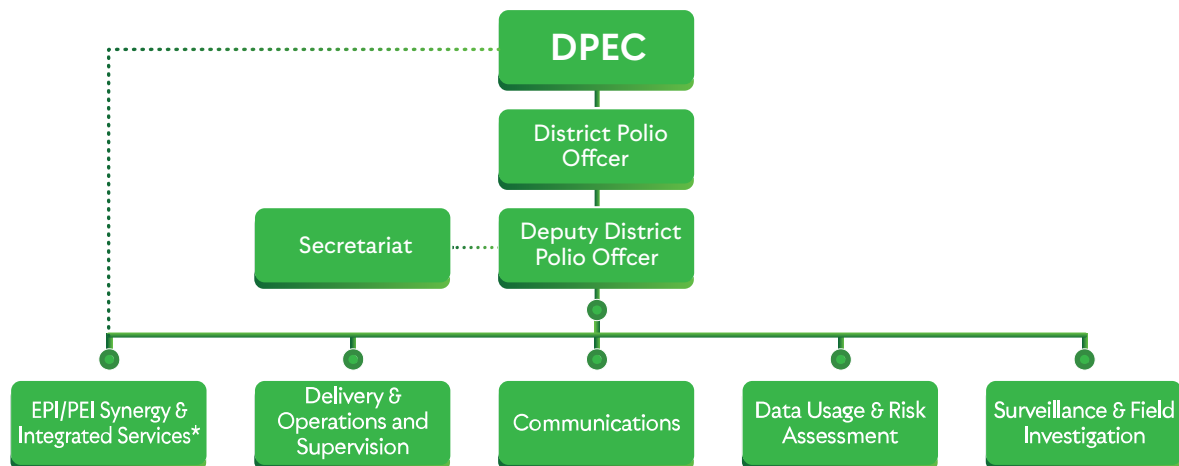 DPEC
District Polio
Offcer
Secretariat
Deputy District
Polio Offcer
EPI/PEI Synergy &
Integrated Services*
Delivery &
Operations and
Supervision
Communications
Data Usage & Risk
Assessment
Surveillance & Field
Investigation